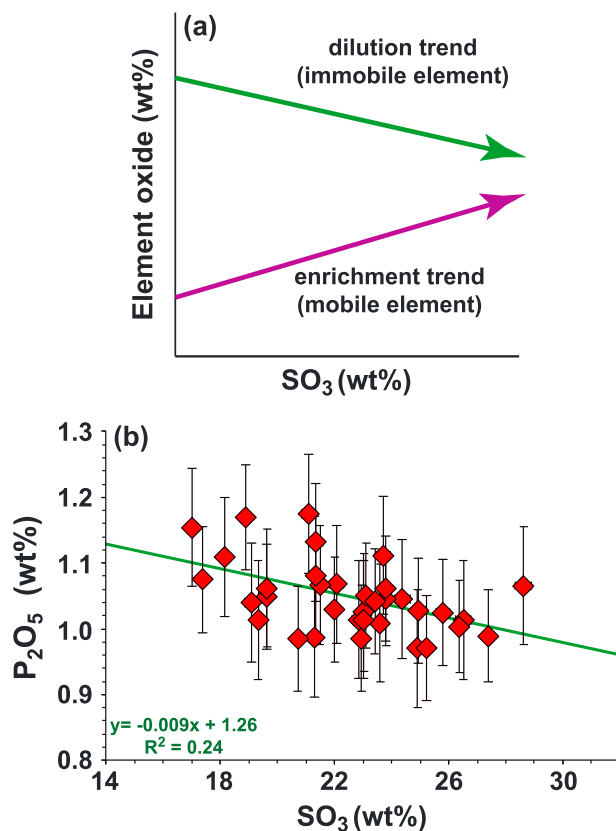 (a)
dilution trend
(immobile element)
Element oxide (wt%)
enrichment trend
(mobile element)
SO₃ (wt%)
(b)
1.3
1.2
1.1
1.0
0.9
0.8
P₂O₅ (wt%)
y= -0.009x + 1.26
R² = 0.24
14 18 22 26 30
SO₃ (wt%)